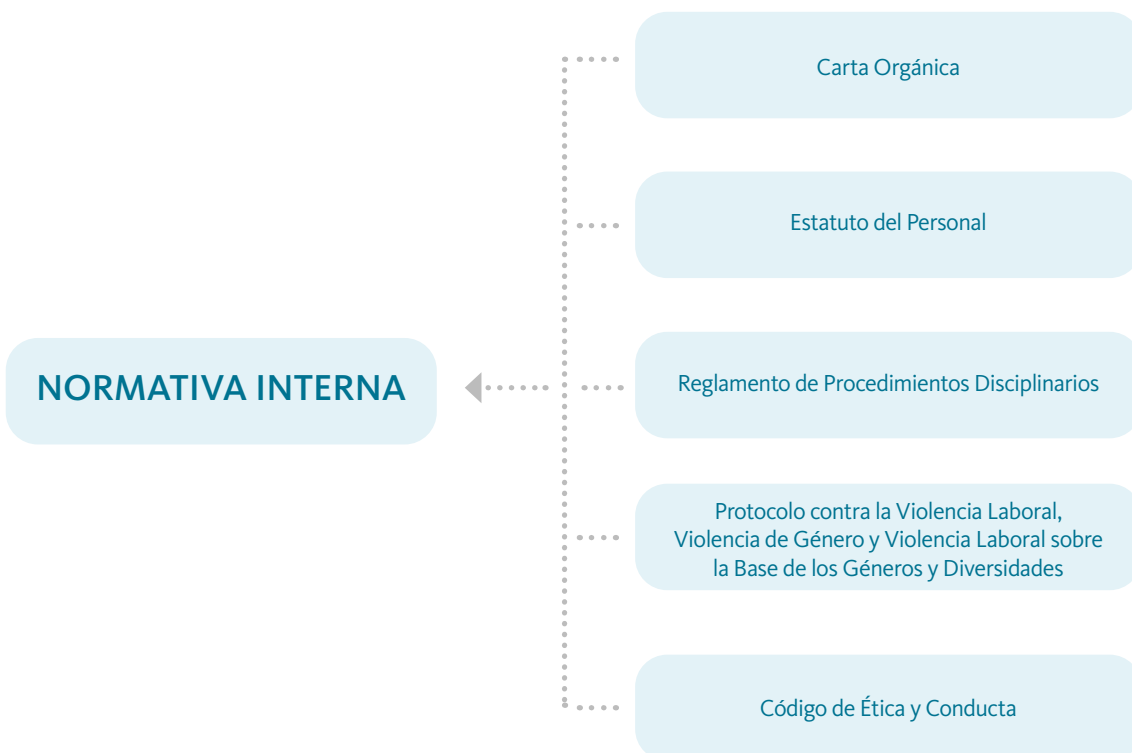 Carta Orgánica
Estatuto del Personal
NORMATIVA INTERNA
Reglamento de Procedimientos Disciplinarios
Protocolo contra la Violencia Laboral,
Violencia de Género y Violencia Laboral sobre
la Base de los Géneros y Diversidades
Código de Ética y Conducta